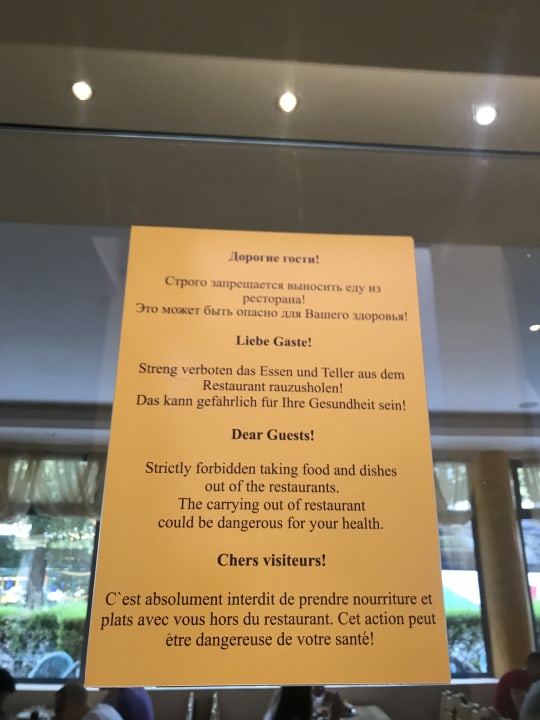 Дорогие гости!
Строго запрещается выносить еду из
ресторана!
Это может быть опасно для Вашего здоровья!
Liebe Gaste!
Streng verboten das Essen und Teller aus dem
Restaurant rauzusholen!
Das kann gefahrlich für Ihre Gesundheit sein!
Dear Guests!
Strictly forbidden taking food and dishes
out of the restaurants.
The carrying out of restaurant
could be dangerous for your health.
Chers visiteurs!
C`est absolument interdit de prendre nourriture et
plats avec vous hors du restaurant. Cet action peut
être dangereuse de votre santé!